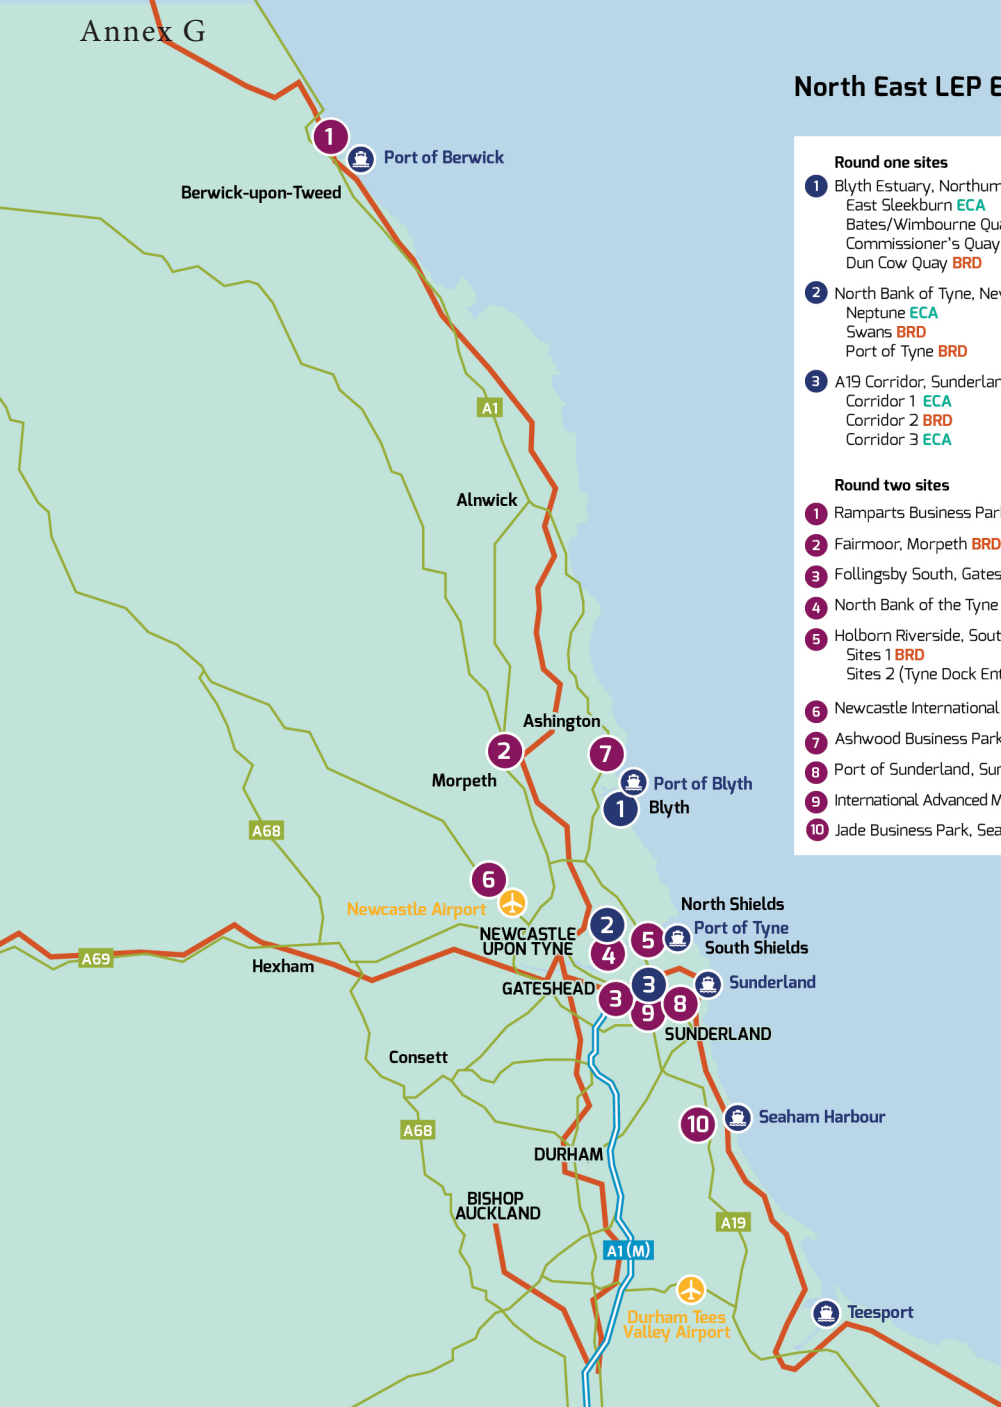 Annex G
North East LEP E
Round one sites
1 Blyth Estuary, Northum
East Sleekburn ECA
Bates/Wimbourne Qua
Commissioner's Quay
Dun Cow Quay BRD
2 North Bank of Tyne, Nev
Neptune ECA
Swans BRD
Port of Tyne BRD
3 A19 Corridor, Sunderlan
Corridor 1 ECA
Corridor 2 BRD
Corridor 3 ECA
Round two sites
1 Ramparts Business Park
2 Fairmoor, Morpeth BRD
3 Follingsby South, Gates
4 North Bank of the Tyne
5 Holborn Riverside, Sout
Sites 1 BRD
Sites 2 (Tyne Dock Ent
6 Newcastle International
7 Ashwood Business Park
8 Port of Sunderland, Sun
9 International Advanced M
10 Jade Business Park, Sea
1
Port of Berwick
Berwick-upon-Tweed
A1
Alnwick
Ashington
2
7
Morpeth
Port of Blyth
1
Blyth
A68
6
Newcastle Airport
North Shields
2
Port of Tyne
NEWCASTLE
UPON TYNE
5
South Shields
4
A69
Hexham
GATESHEAD
3
3
Sunderland
9
8
SUNDERLAND
Consett
10
Seaham Harbour
A68
DURHAM
BISHOP
AUCKLAND
A19
A1(M)
Durham Tees
Valley Airport
Teesport